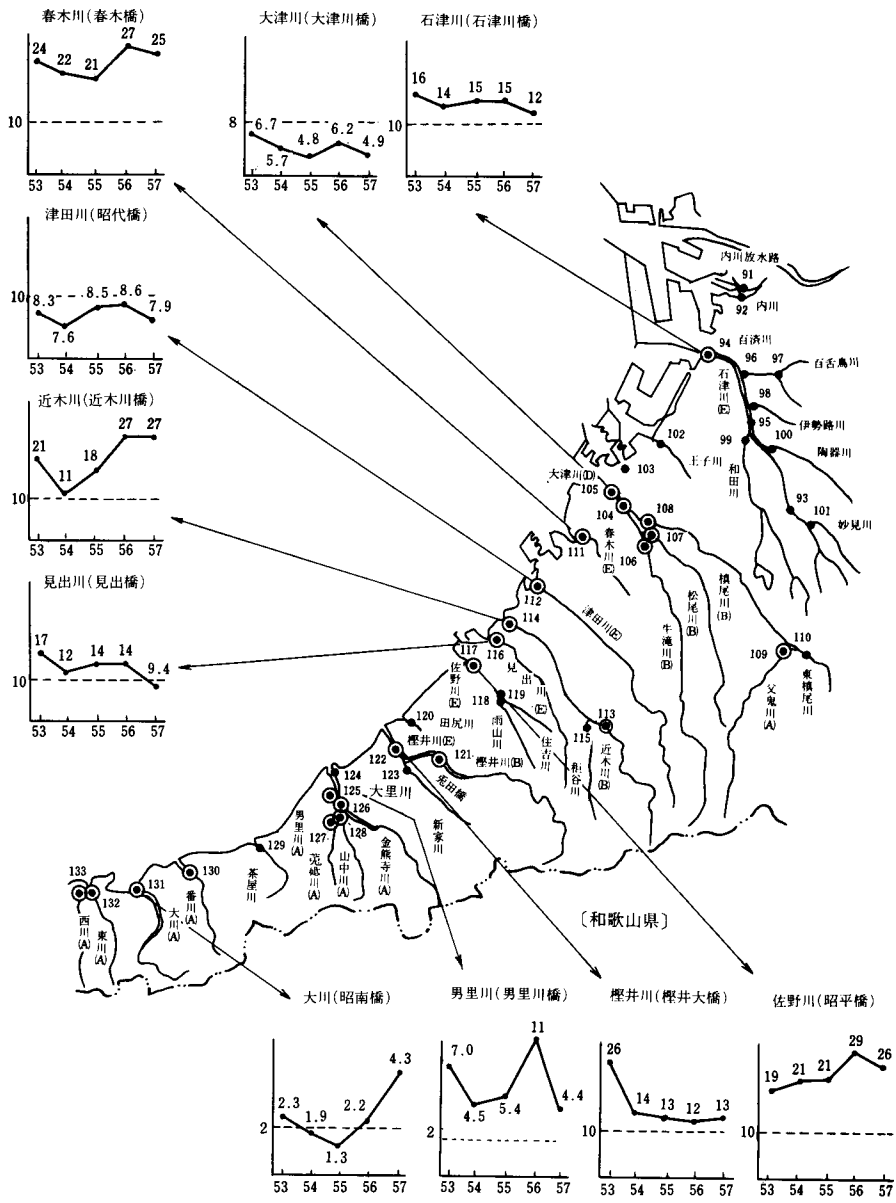 春木川(春木橋)
24
22
21
27
25
10
53 54 55 56 57
大津川(大津川橋)
8
6.7
5.7
4.8
6.2
4.9
53 54 55 56 57
石津川(石津川橋)
16
14
15
15
12
10
53 54 55 56 57
津田川(昭代橋)
10
8.3
7.6
8.5
8.6
7.9
53 54 55 56 57
近木川(近木川橋)
21
11
18
27
27
10
53 54 55 56 57
見出川(見出橋)
17
12
14
14
9.4
10
53 54 55 56 57
内川放水路
91
92
内川
94
百済川
96
97
百舌鳥川
石津川(E)
98
伊勢路川
95
99
100
陶器川
和田川
93
101
妙見川
102
王子川
103
大津川(D)
105
104
108
107
106
春木川(E)
111
112
津田川(E)
牛滝川(B)
松尾川(B)
槙尾川(B)
109
110
父鬼川(A)
東槙尾川
114
116
117
見出川(E)
佐野川(E)
118
119
雨山川
住吉川
113
115
近木川(B)
120
田尻川
樫井川(E)
121
樫井川(B)
122
123
大里川
兎田橋
新家川
124
125
126
127
128
男里川(A)
莵砥川(A)
山中川(A)
金熊寺川(A)
129
茶屋川
130
番川(A)
131
大川(A)
133
132
西川(A)
東川(A)
〔和歌山県〕
大川(昭南橋)
2
2.3
1.9
1.3
2.2
4.3
53 54 55 56 57
男里川(男里川橋)
7.0
4.5
5.4
11
4.4
2
53 54 55 56 57
樫井川(樫井大橋)
26
14
13
12
13
10
53 54 55 56 57
佐野川(昭平橋)
19
21
21
29
26
10
53 54 55 56 57